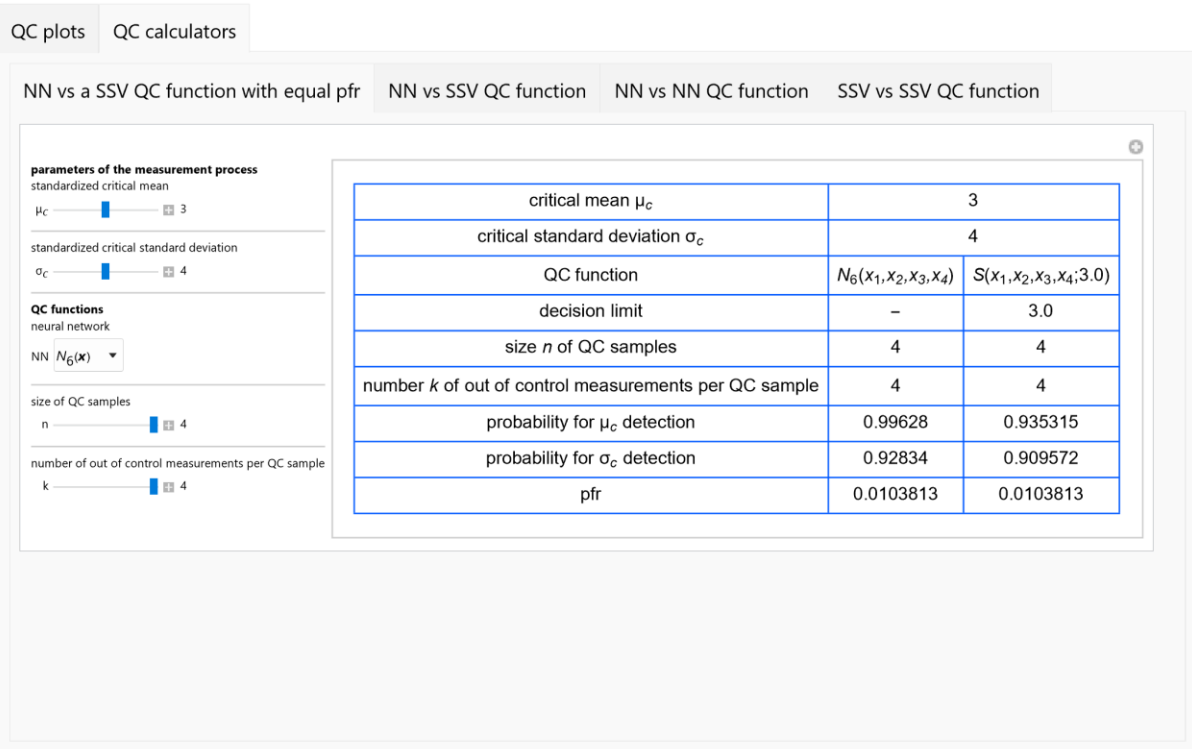 QC plots QC calculators
NN vs a SSV QC function with equal pfr NN vs SSV QC function NN vs NN QC function SSV vs SSV QC function
parameters of the measurement process
standardized critical mean
μc 3
standardized critical standard deviation
σc 4
QC functions
neural network
NN N6(x)
size of QC samples
n 4
number of out of control measurements per QC sample
k 4
critical mean μc 3
critical standard deviation σc 4
QC function N6(x1,x2,x3,x4) S(x1,x2,x3,x4;3.0)
decision limit – 3.0
size n of QC samples 4 4
number k of out of control measurements per QC sample 4 4
probability for μc detection 0.99628 0.935315
probability for σc detection 0.92834 0.909572
pfr 0.0103813 0.0103813